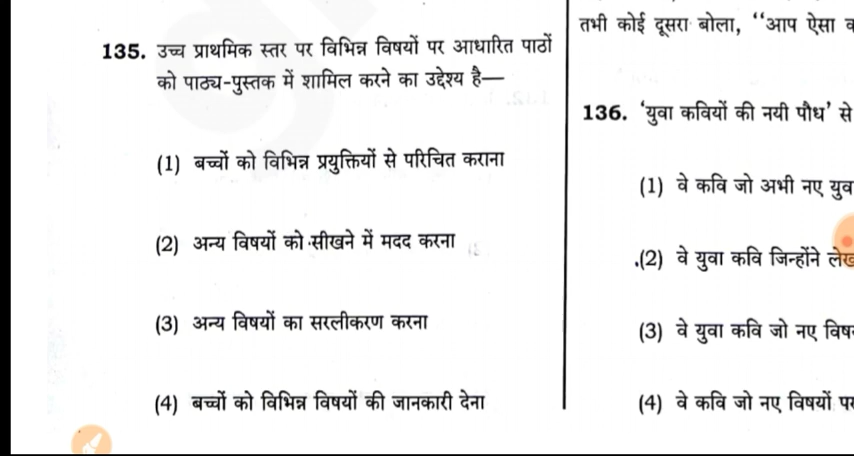 135. उच्च प्राथमिक स्तर पर विभिन्न विषयों पर आधारित पाठों
को पाठ्य-पुस्तक में शामिल करने का उद्देश्य है—
(1) बच्चों को विभिन्न प्रयुक्तियों से परिचित कराना
(2) अन्य विषयों को सीखने में मदद करना
(3) अन्य विषयों का सरलीकरण करना
(4) बच्चों को विभिन्न विषयों की जानकारी देना
तभी कोई दूसरा बोला, “आप ऐसा
136. ‘युवा कवियों की नयी पौध’ से
(1) वे कवि जो अभी नए
(2) वे युवा कवि जिन्होंने
(3) वे युवा कवि जो नए
(4) वे कवि जो नए विषयों